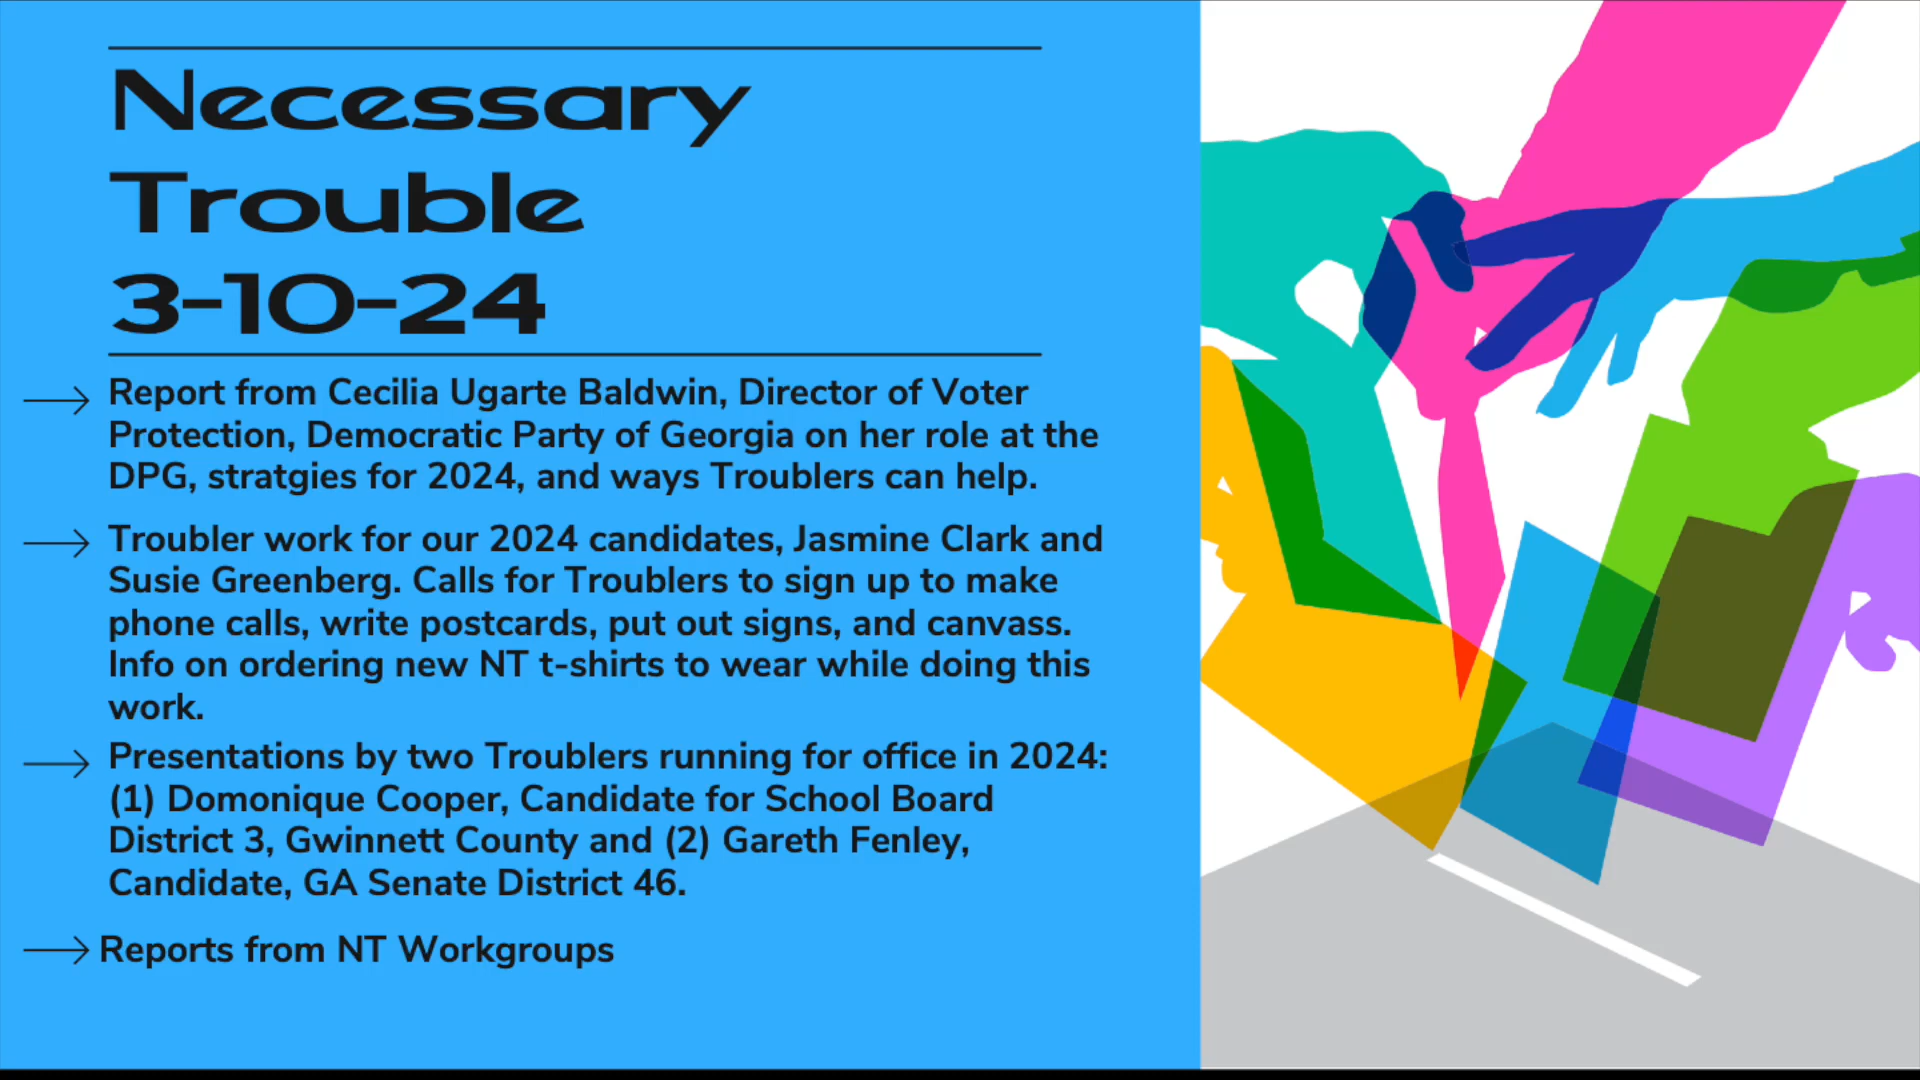 Necessary
Trouble
3-10-24
Report from Cecilia Ugarte Baldwin, Director of Voter
Protection, Democratic Party of Georgia on her role at the
DPG, stratgies for 2024, and ways Troublers can help.
Troubler work for our 2024 candidates, Jasmine Clark and
Susie Greenberg. Calls for Troublers to sign up to make
phone calls, write postcards, put out signs, and canvass.
Info on ordering new NT t-shirts to wear while doing this
work.
Presentations by two Troublers running for office in 2024:
(1) Domonique Cooper, Candidate for School Board
District 3, Gwinnett County and (2) Gareth Fenley,
Candidate, GA Senate District 46.
Reports from NT Workgroups